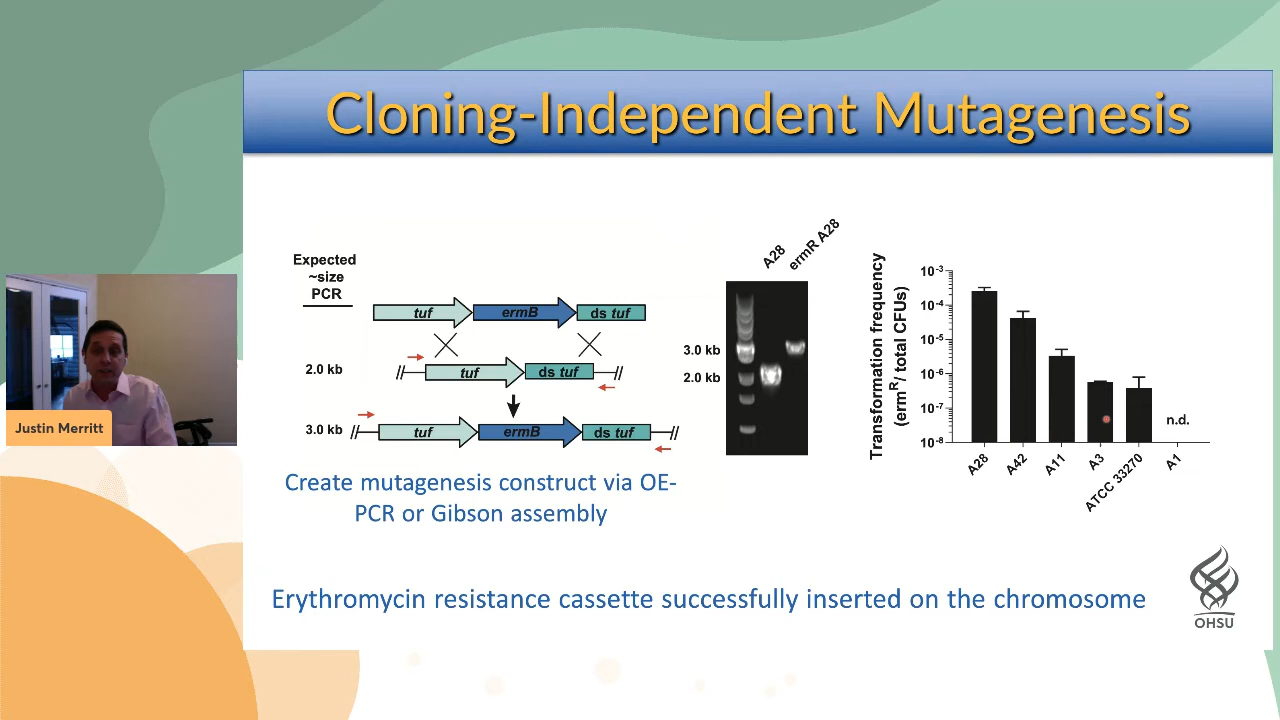 Cloning-Independent Mutagenesis
Expected
~size
PCR
tuf
ermB
ds tuf
2.0 kb
tuf
ds tuf
3.0 kb
tuf
ermB
ds tuf
Create mutagenesis construct via OE-
PCR or Gibson assembly
A28
ermR A28
3.0 kb
2.0 kb
Transformation frequency
(ermR/ total CFUs)
10-3
10-4
10-5
10-6
10-7
10-8
n.d.
A28
A42
A11
A3
ATCC 33270
A1
Justin Merritt
Erythromycin resistance cassette successfully inserted on the chromosome
OHSU